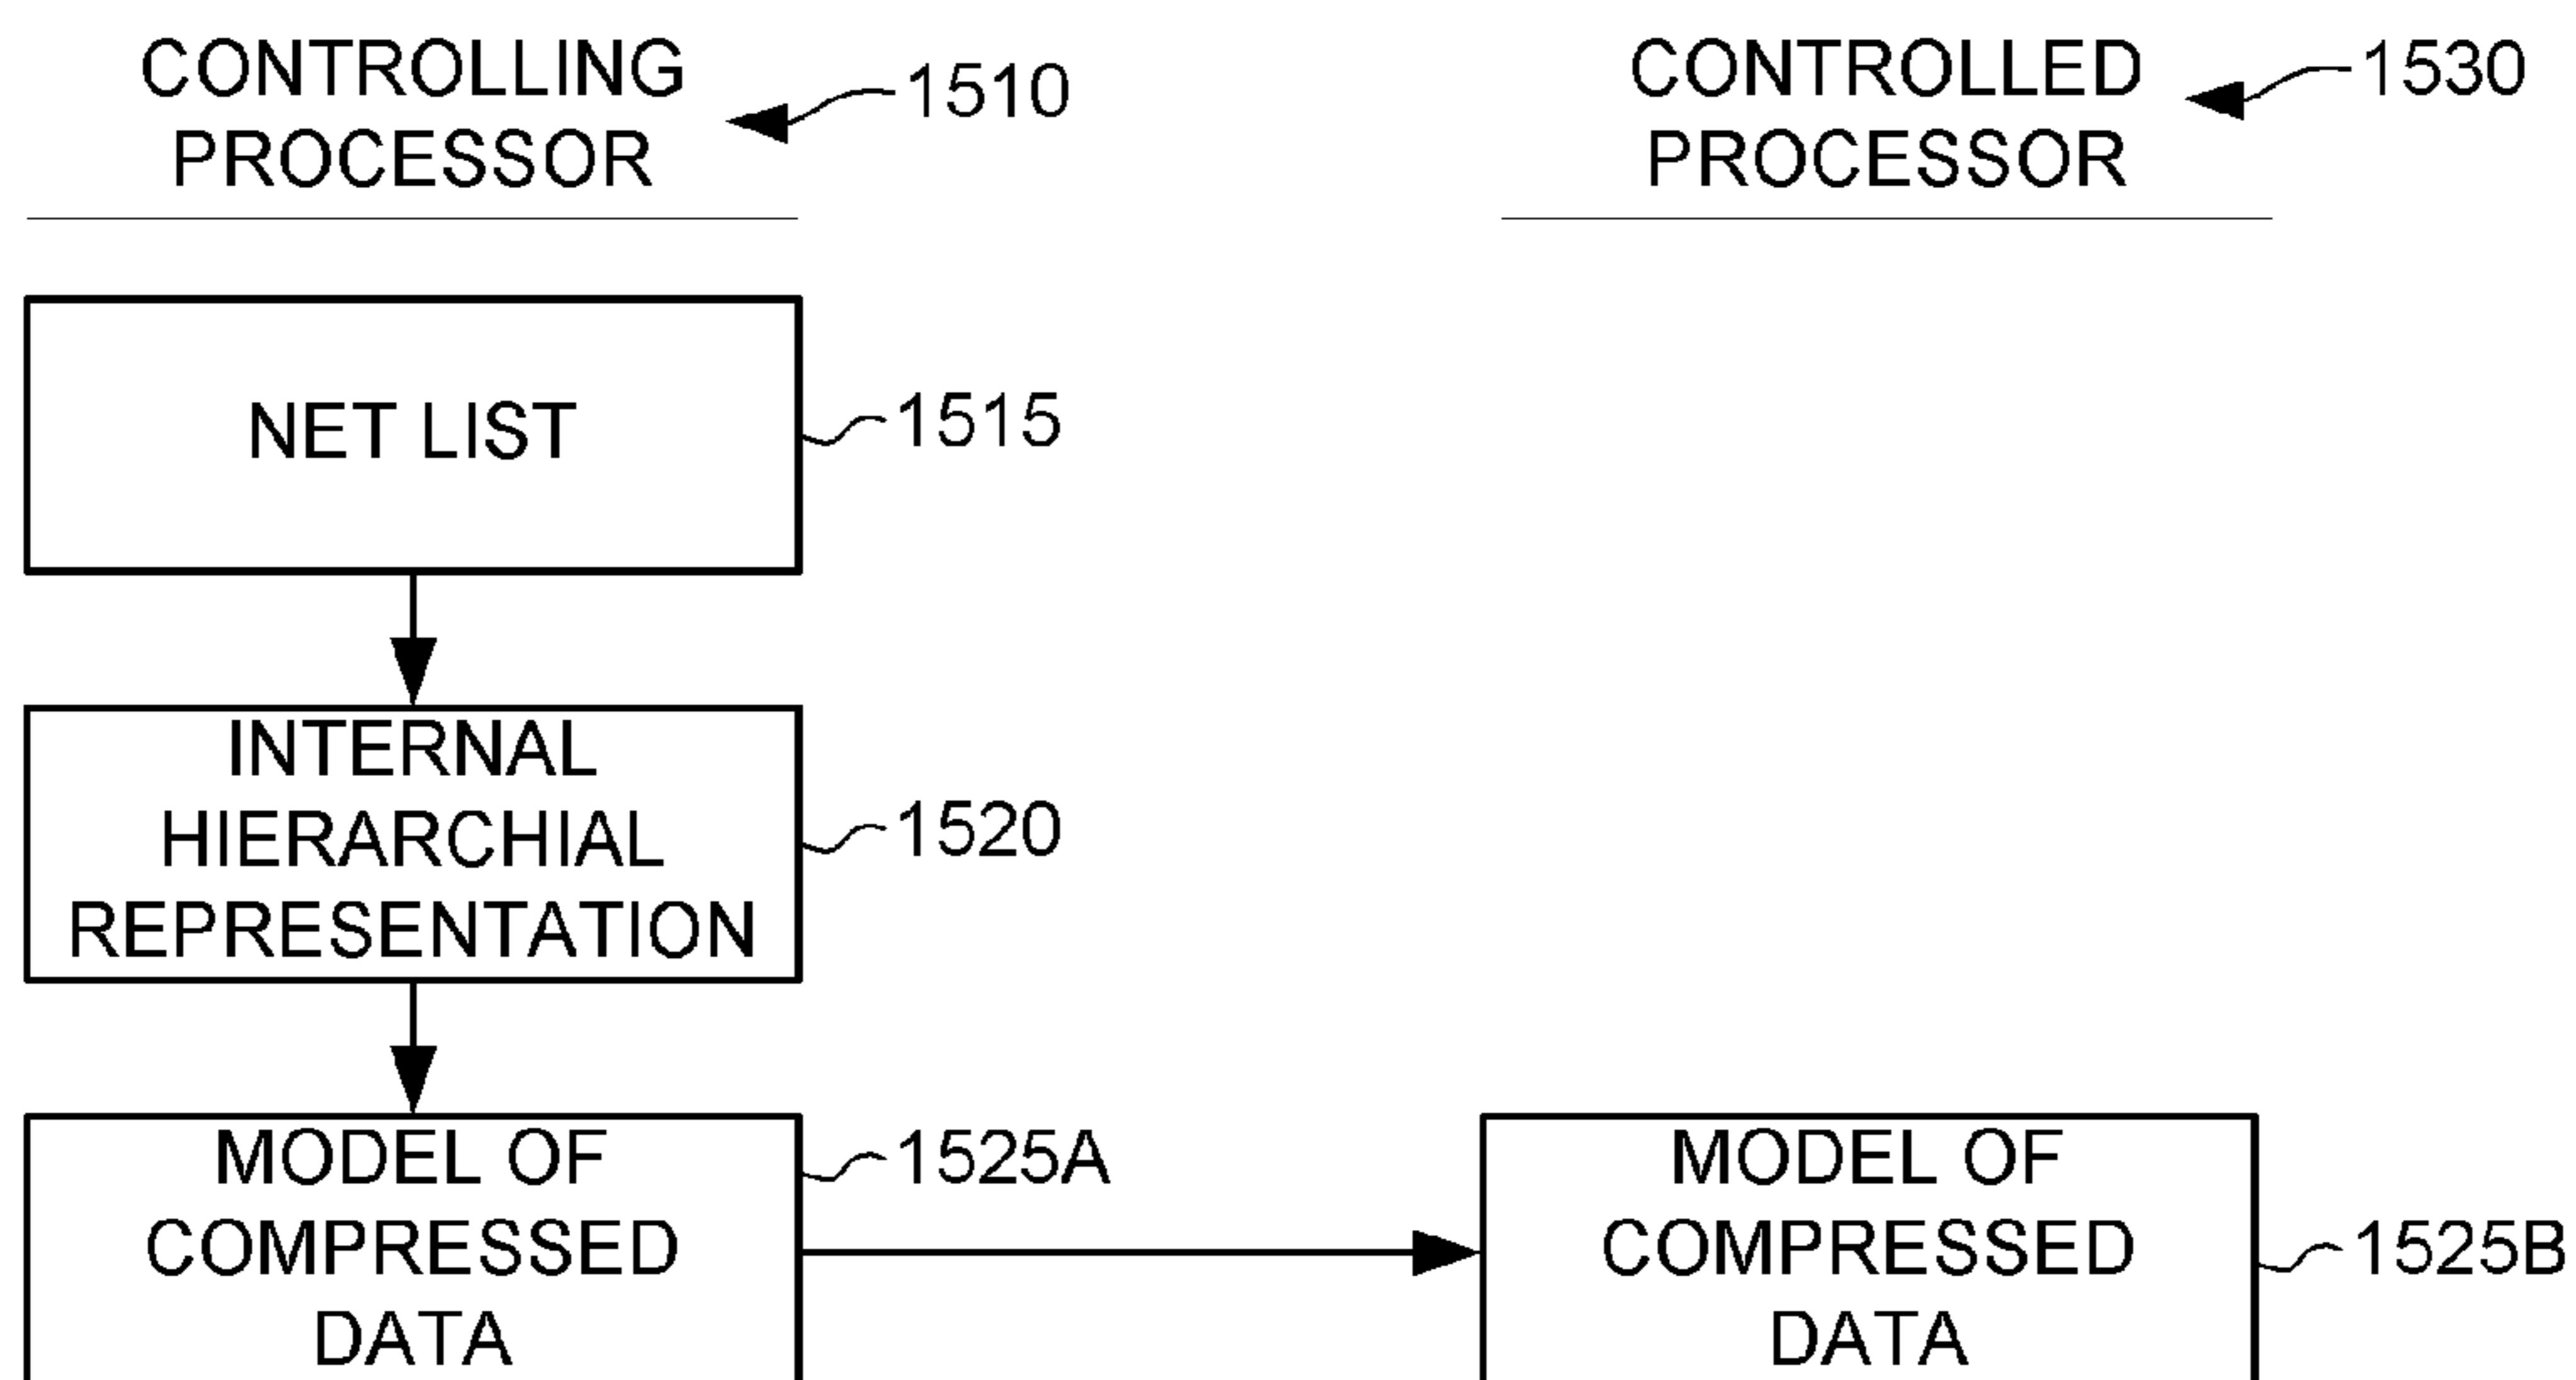 CONTROLLING
PROCESSOR
1510
CONTROLLED
PROCESSOR
1530
NET LIST
1515
INTERNAL
HIERARCHIAL
REPRESENTATION
1520
MODEL OF
COMPRESSED
DATA
1525A
MODEL OF
COMPRESSED
DATA
1525B